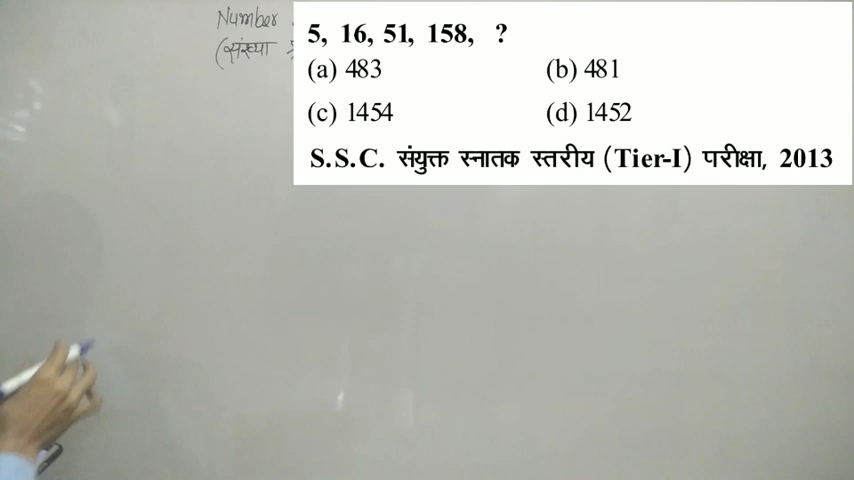 Number
(संख्या
5, 16, 51, 158, ?
(a) 483 (b) 481
(c) 1454 (d) 1452
S.S.C. संयुक्त स्नातक स्तरीय (Tier-I) परीक्षा, 2013